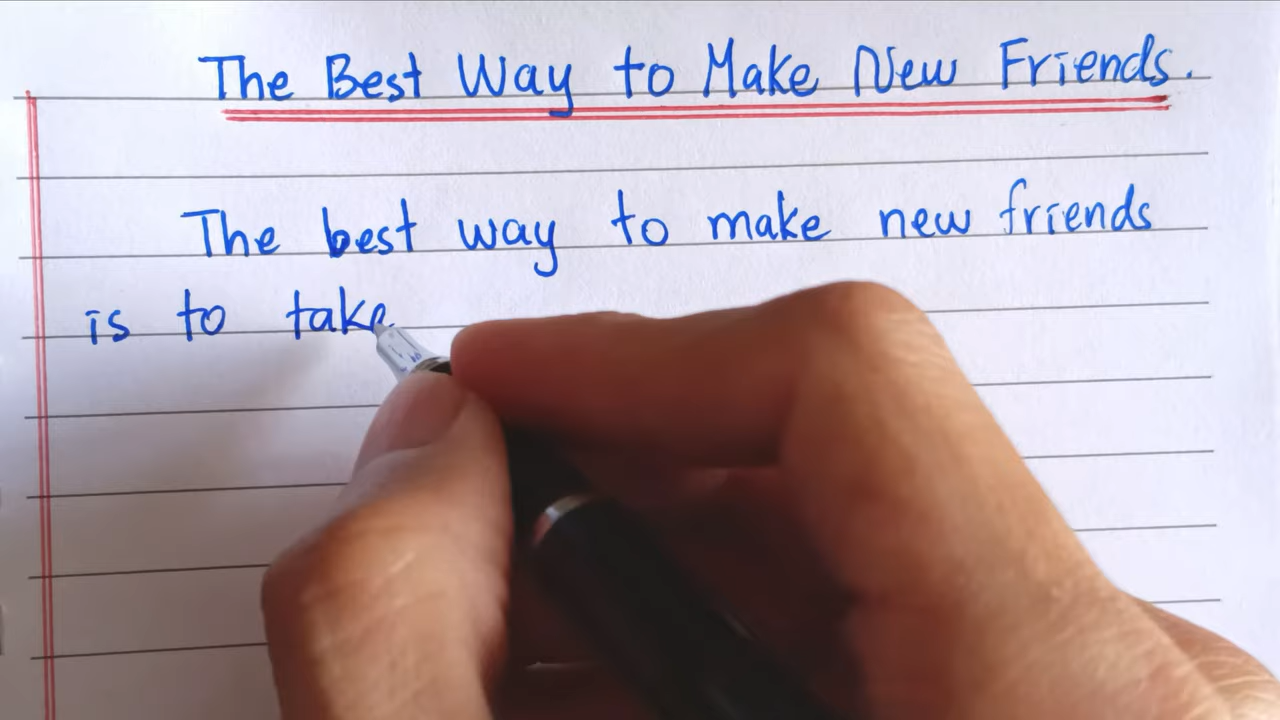 The Best Way to Make New Friends.
The best way to make new friends
is to take